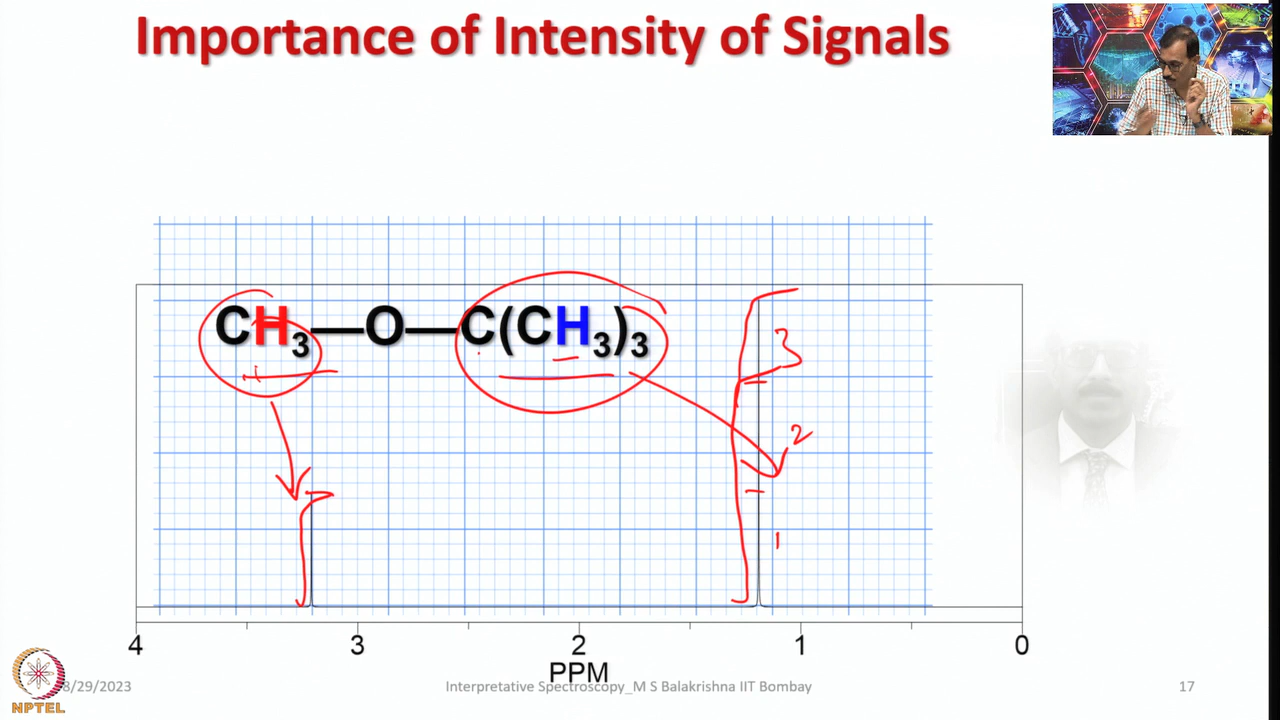 Importance of Intensity of Signals
CH3—O—C(CH3)3
3
2
1
4 3 2 1 0
PPM
8/29/2023
Interpretative Spectroscopy_M S Balakrishna IIT Bombay
17
NPTEL